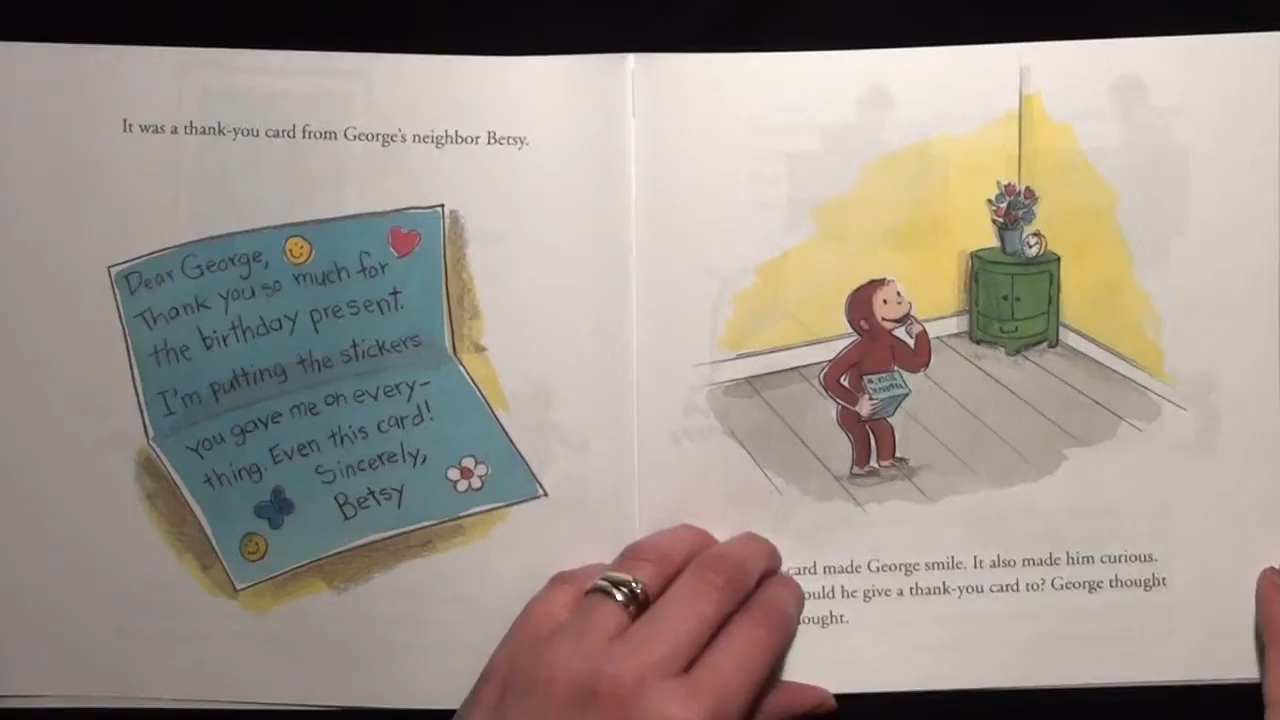 It was a thank-you card from George's neighbor Betsy.
Dear George,
Thank you so much for
the birthday present.
I'm putting the stickers
you gave me on every-
thing. Even this card!
Sincerely,
Betsy
card made George smile. It also made him curious.
he give a thank-you card to? George thought